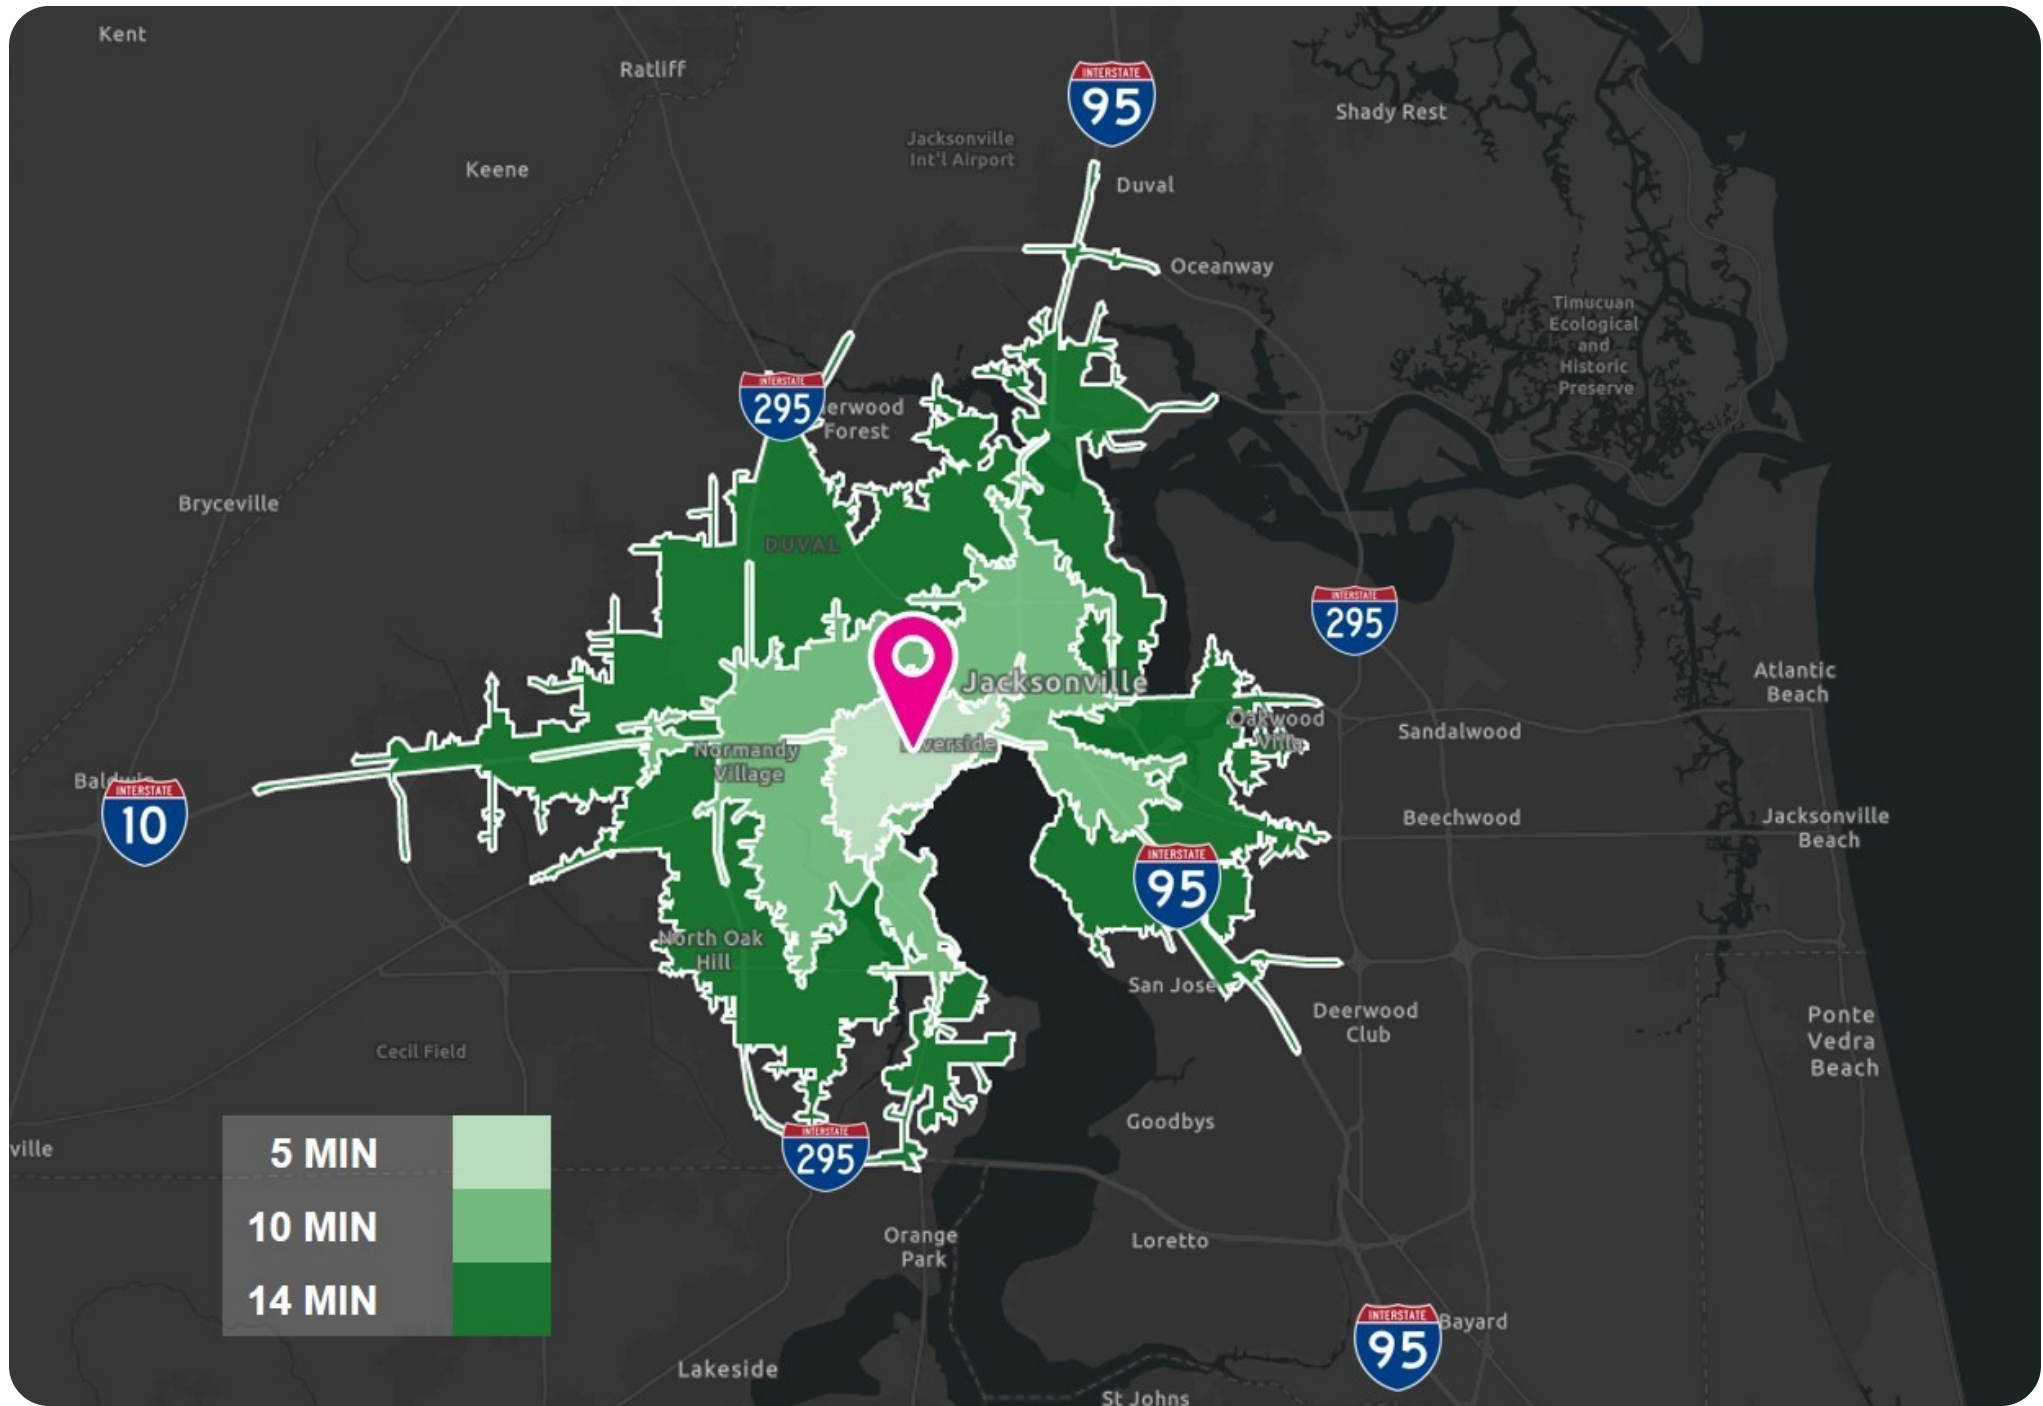 Kent
Ratliff
INTERSTATE
95
Shady Rest
Jacksonville
Int'l Airport
Keene
Duval
Oceanway
Timucuan
Ecological
and
Historic
Preserve
INTERSTATE
295
Forest
Bryceville
DUVAL
INTERSTATE
295
Jacksonville
Atlantic
Beach
Oakwood
Villa
Sandalwood
Normandy
Village
INTERSTATE
10
Beechwood
Jacksonville
Beach
INTERSTATE
95
North Oak
Hill
San Jose
Deerwood
Club
Ponte
Vedra
Beach
Cecil Field
Goodbys
5 MIN
10 MIN
14 MIN
ville
INTERSTATE
295
Orange
Park
Loretto
INTERSTATE
95
Bayard
Lakeside
St Johns